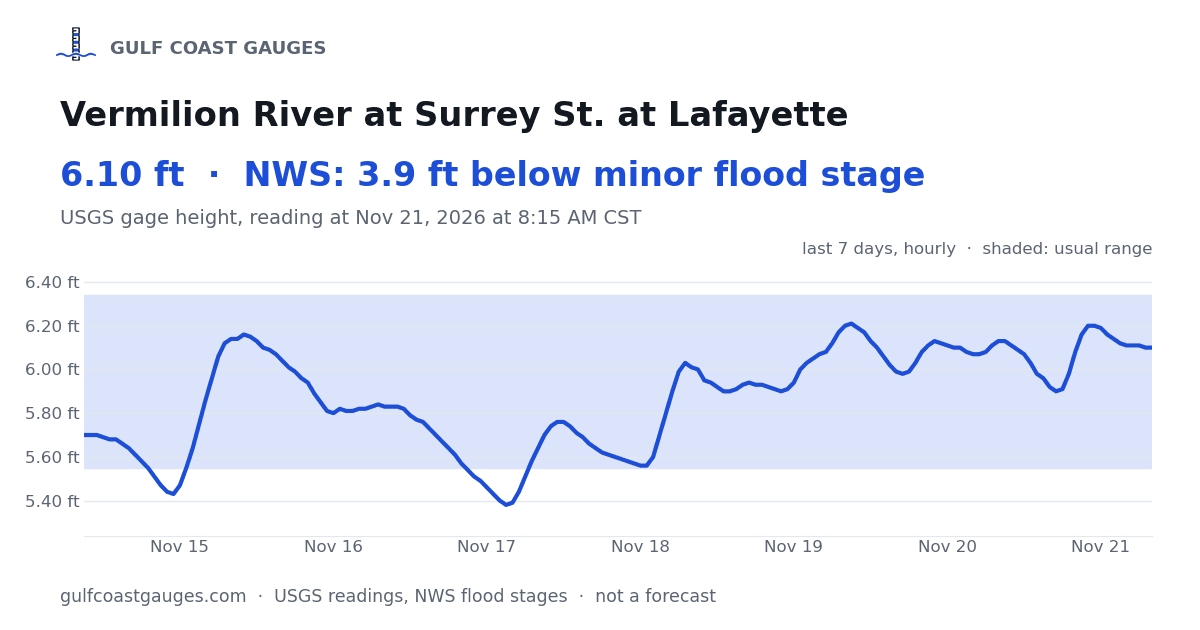 GULF COAST GAUGES
Vermilion River at Surrey St. at Lafayette
6.10 ft · NWS: 3.9 ft below minor flood stage
USGS gage height, reading at Nov 21, 2026 at 8:15 AM CST
last 7 days, hourly · shaded: usual range
6.40 ft
6.20 ft
6.00 ft
5.80 ft
5.60 ft
5.40 ft
Nov 15 Nov 16 Nov 17 Nov 18 Nov 19 Nov 20 Nov 21
gulfcoastgauges.com · USGS readings, NWS flood stages · not a forecast